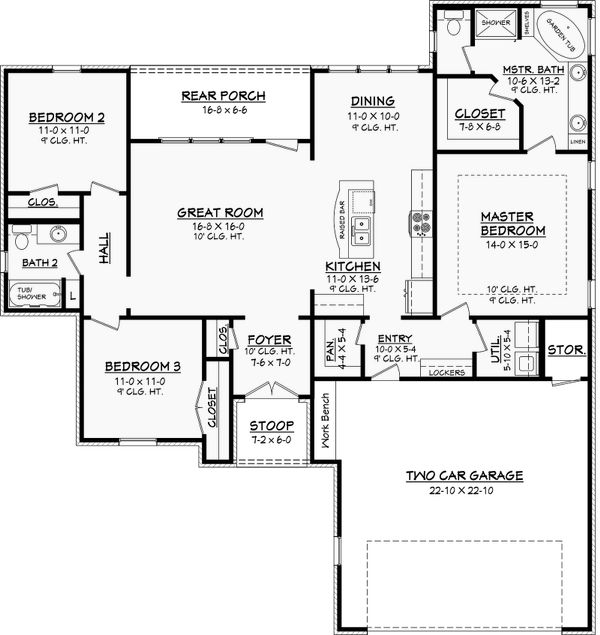 SHOWER
SHELVES
GARDEN TUB
MSTR. BATH
10-6 X 13-2
9' CLG. HT.
LINEN
CLOSET
7-8 X 6-8
REAR PORCH
16-8 X 6-6
DINING
11-0 X 10-0
9' CLG. HT.
BEDROOM 2
11-0 X 11-0
9' CLG. HT.
CLOS.
HALL
BATH 2
TUB/
SHOWER
L
GREAT ROOM
16-8 X 16-0
10' CLG. HT.
RAISED BAR
KITCHEN
11-0 X 13-6
9' CLG. HT.
MASTER
BEDROOM
14-0 X 15-0
10' CLG. HT.
9' CLG. HT.
BEDROOM 3
11-0 X 11-0
9' CLG. HT.
CLOS
CLOSET
FOYER
10' CLG. HT.
7-6 X 7-0
PAN.
4-4 X 5-4
ENTRY
10-0 X 5-4
9' CLG. HT.
LOCKERS
UTIL.
5-10 X 5-4
STOR.
STOOP
7-2 X 6-0
Work Bench
TWO CAR GARAGE
22-10 X 22-10